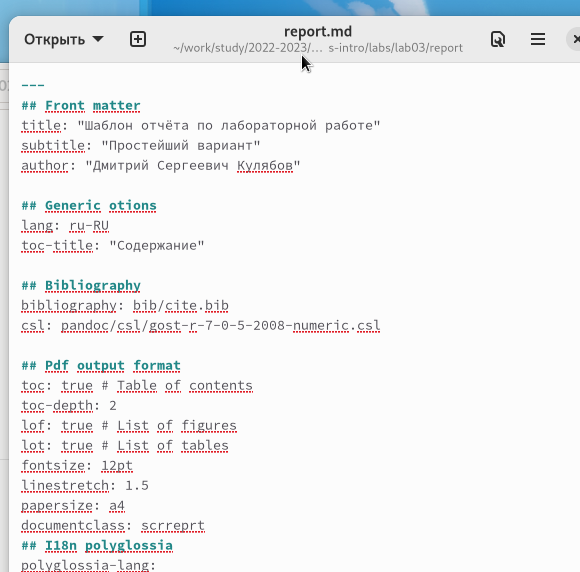 Открыть
report.md
~/work/study/2022-2023/... s-intro/labs/lab03/report
---
## Front matter
title: "Шаблон отчёта по лабораторной работе"
subtitle: "Простейший вариант"
author: "Дмитрий Сергеевич Кулябов"
## Generic otions
lang: ru-RU
toc-title: "Содержание"
## Bibliography
bibliography: bib/cite.bib
csl: pandoc/csl/gost-r-7-0-5-2008-numeric.csl
## Pdf output format
toc: true # Table of contents
toc-depth: 2
lof: true # List of figures
lot: true # List of tables
fontsize: 12pt
linestretch: 1.5
papersize: a4
documentclass: scrreprt
## I18n polyglossia
polyglossia-lang: